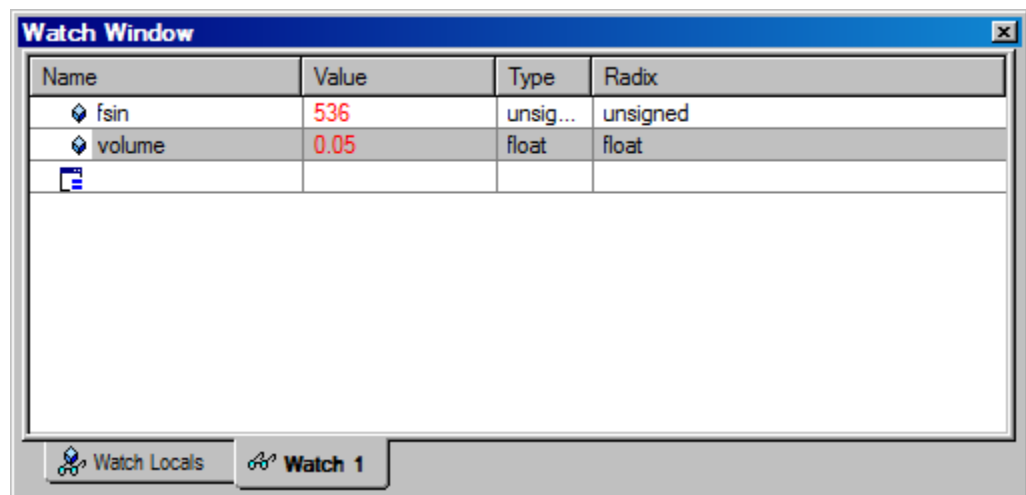 Watch Window
Name Value Type Radix
fsin 536 unsig... unsigned
volume 0.05 float float
Watch Locals Watch 1